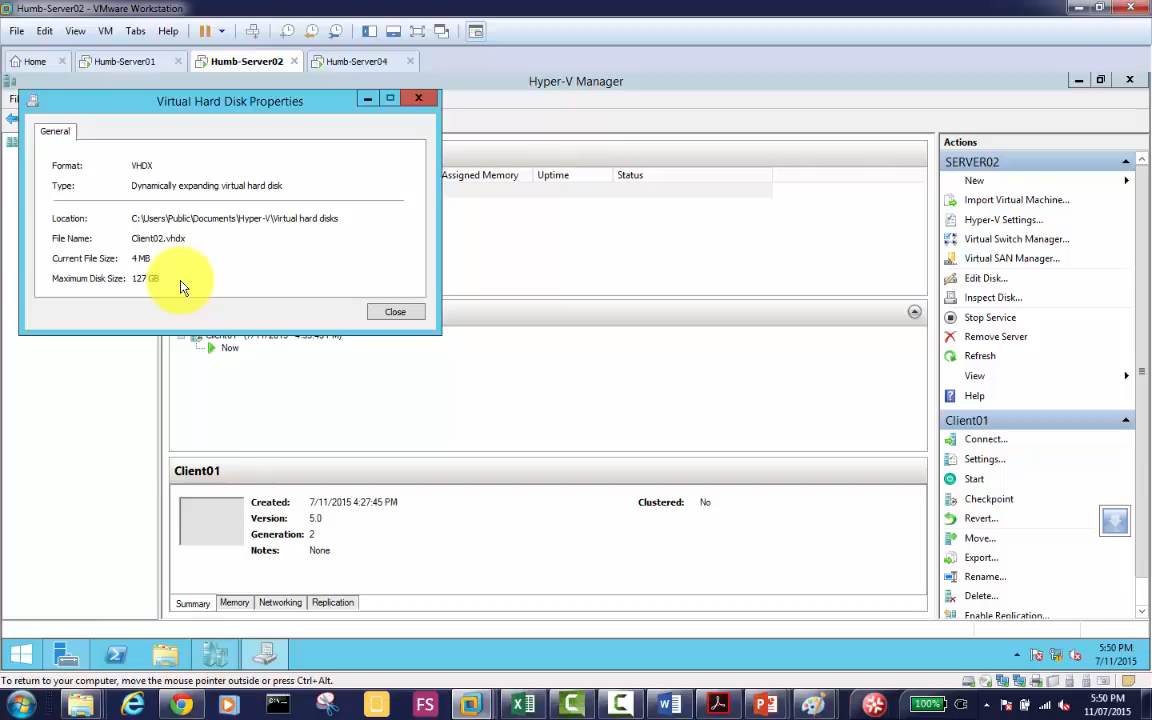 Humb-Server02 - VMware Workstation
File Edit View VM Tabs Help
Home Humb-Server01 Humb-Server02 Humb-Server04
Hyper-V Manager
Virtual Hard Disk Properties
General
Format: VHDX
Type: Dynamically expanding virtual hard disk
Location: C:\Users\Public\Documents\Hyper-V\Virtual hard disks
File Name: Client02.vhdx
Current File Size: 4 MB
Maximum Disk Size: 127 GB
Close
Assigned Memory Uptime Status
Now
Client01
Created: 7/11/2015 4:27:45 PM Clustered: No
Version: 5.0
Generation: 2
Notes: None
Summary Memory Networking Replication
Actions
SERVER02
New
Import Virtual Machine...
Hyper-V Settings...
Virtual Switch Manager...
Virtual SAN Manager...
Edit Disk...
Inspect Disk...
Stop Service
Remove Server
Refresh
View
Help
Client01
Connect...
Settings...
Start
Checkpoint
Revert...
Move...
Export...
Rename...
Delete...
Enable Replication...
5:50 PM
7/11/2015
To return to your computer, move the mouse pointer outside or press Ctrl+Alt.
FS
100%
5:50 PM
11/07/2015